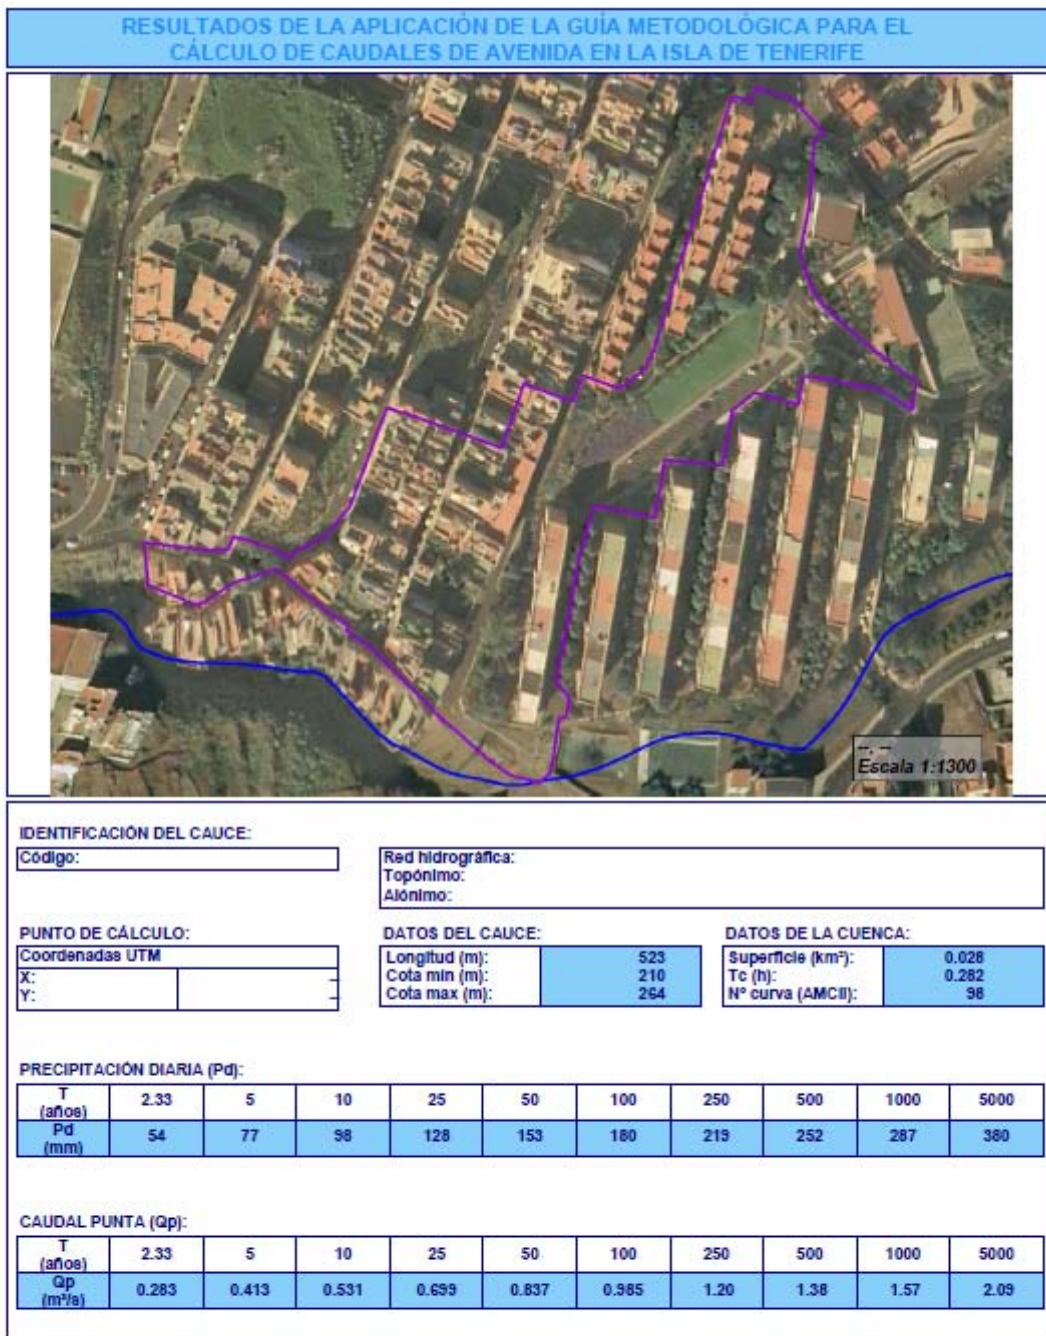 RESULTADOS DE LA APLICACIÓN DE LA GUÍA METODOLÓGICA PARA EL
CÁLCULO DE CAUDALES DE AVENIDA EN LA ISLA DE TENERIFE
--, --
Escala 1:1300
IDENTIFICACIÓN DEL CAUCE:
Código:
Red hidrográfica:
Topónimo:
Alónimo:
PUNTO DE CÁLCULO:
Coordenadas UTM
X: --
Y: --
DATOS DEL CAUCE:
Longitud (m): 523
Cota min (m): 210
Cota max (m): 264
DATOS DE LA CUENCA:
Superficie (km²): 0.028
Tc (h): 0.282
Nº curva (AMCII): 98
PRECIPITACIÓN DIARIA (Pd):
T (años) 2.33 5 10 25 50 100 250 500 1000 5000
Pd (mm) 54 77 98 128 153 180 219 252 287 380
CAUDAL PUNTA (Qp):
T (años) 2.33 5 10 25 50 100 250 500 1000 5000
Qp (m³/s) 0.283 0.413 0.531 0.699 0.837 0.985 1.20 1.38 1.57 2.09